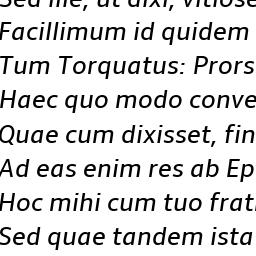 Sed ille, ut dixi, vitiose
Facillimum id quidem
Tum Torquatus: Prors
Haec quo modo conve
Quae cum dixisset, fin
Ad eas enim res ab Ep
Hoc mihi cum tuo frat
Sed quae tandem ista